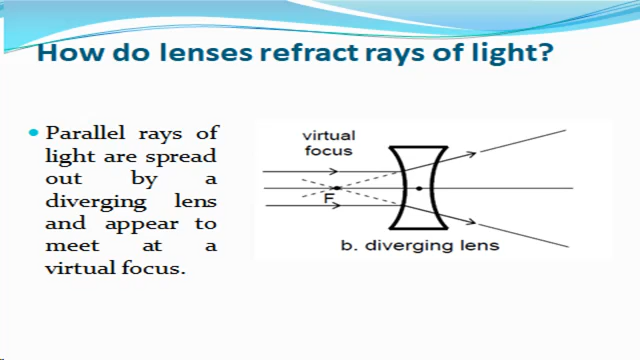 How do lenses refract rays of light?
• Parallel rays of
light are spread
out by a
diverging lens
and appear to
meet at a
virtual focus.
virtual
focus
F
b. diverging lens